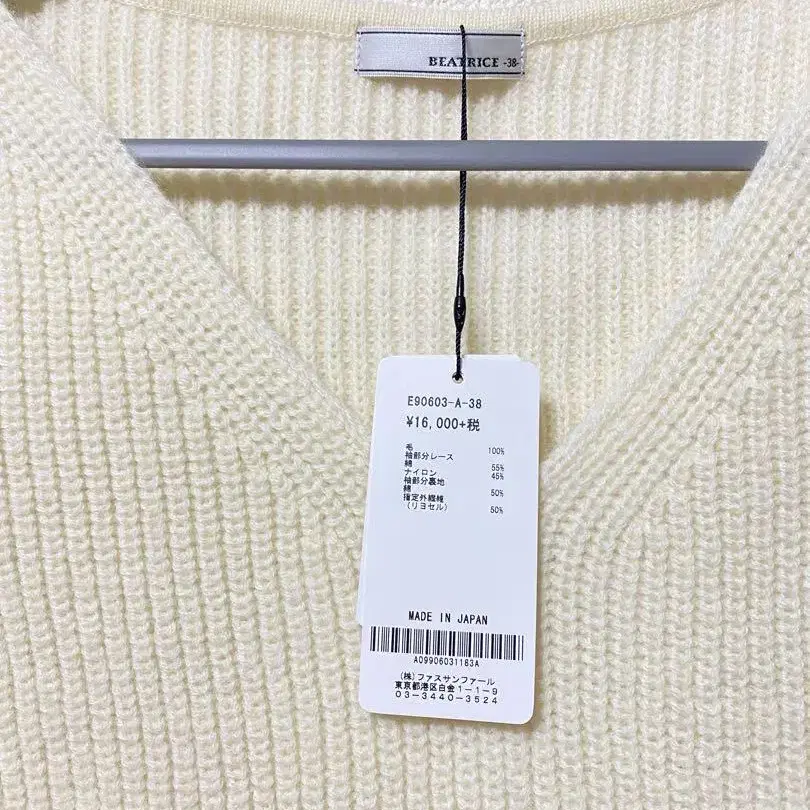 BEATRICE -38-
E90603-A-38
¥16,000+税
毛 100%
袖部分レース
綿 55%
ナイロン 45%
袖部分裏地
綿 50%
指定外繊維
(リヨセル) 50%
MADE IN JAPAN
A09906031183A
(株)ファスサンファール
東京都港区白金1-1-9
03-3440-3524